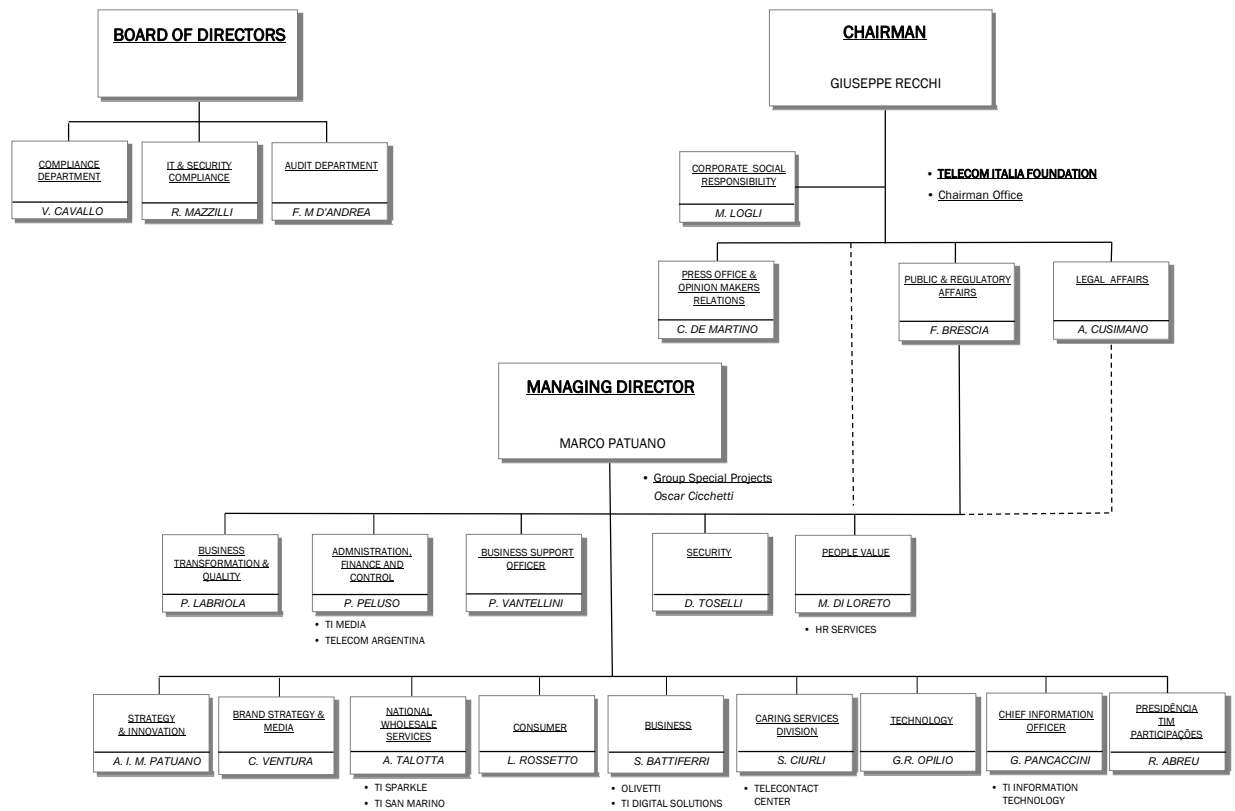 BOARD OF DIRECTORS
COMPLIANCE
DEPARTMENT
V. CAVALLO
IT & SECURITY
COMPLIANCE
R. MAZZILLI
AUDIT DEPARTMENT
F. M D'ANDREA
CHAIRMAN
GIUSEPPE RECCHI
CORPORATE SOCIAL
RESPONSIBILITY
M. LOGLI
• TELECOM ITALIA FOUNDATION
• Chairman Office
PRESS OFFICE &
OPINION MAKERS
RELATIONS
C. DE MARTINO
PUBLIC & REGULATORY
AFFAIRS
F. BRESCIA
LEGAL AFFAIRS
A, CUSIMANO
MANAGING DIRECTOR
MARCO PATUANO
• Group Special Projects
Oscar Cicchetti
BUSINESS
TRANSFORMATION &
QUALITY
P. LABRIOLA
ADMNISTRATION,
FINANCE AND
CONTROL
P. PELUSO
• TI MEDIA
• TELECOM ARGENTINA
BUSINESS SUPPORT
OFFICER
P. VANTELLINI
SECURITY
D. TOSELLI
PEOPLE VALUE
M. DI LORETO
• HR SERVICES
STRATEGY
& INNOVATION
A. I. M. PATUANO
BRAND STRATEGY &
MEDIA
C. VENTURA
NATIONAL
WHOLESALE
SERVICES
A. TALOTTA
• TI SPARKLE
• TI SAN MARINO
CONSUMER
L. ROSSETTO
BUSINESS
S. BATTIFERRI
• OLIVETTI
• TI DIGITAL SOLUTIONS
CARING SERVICES
DIVISION
S. CIURLI
• TELECONTACT
CENTER
TECHNOLOGY
G.R. OPILIO
CHIEF INFORMATION
OFFICER
G. PANCACCINI
• TI INFORMATION
TECHNOLOGY
PRESIDÊNCIA
TIM
PARTICIPAÇÕES
R. ABREU